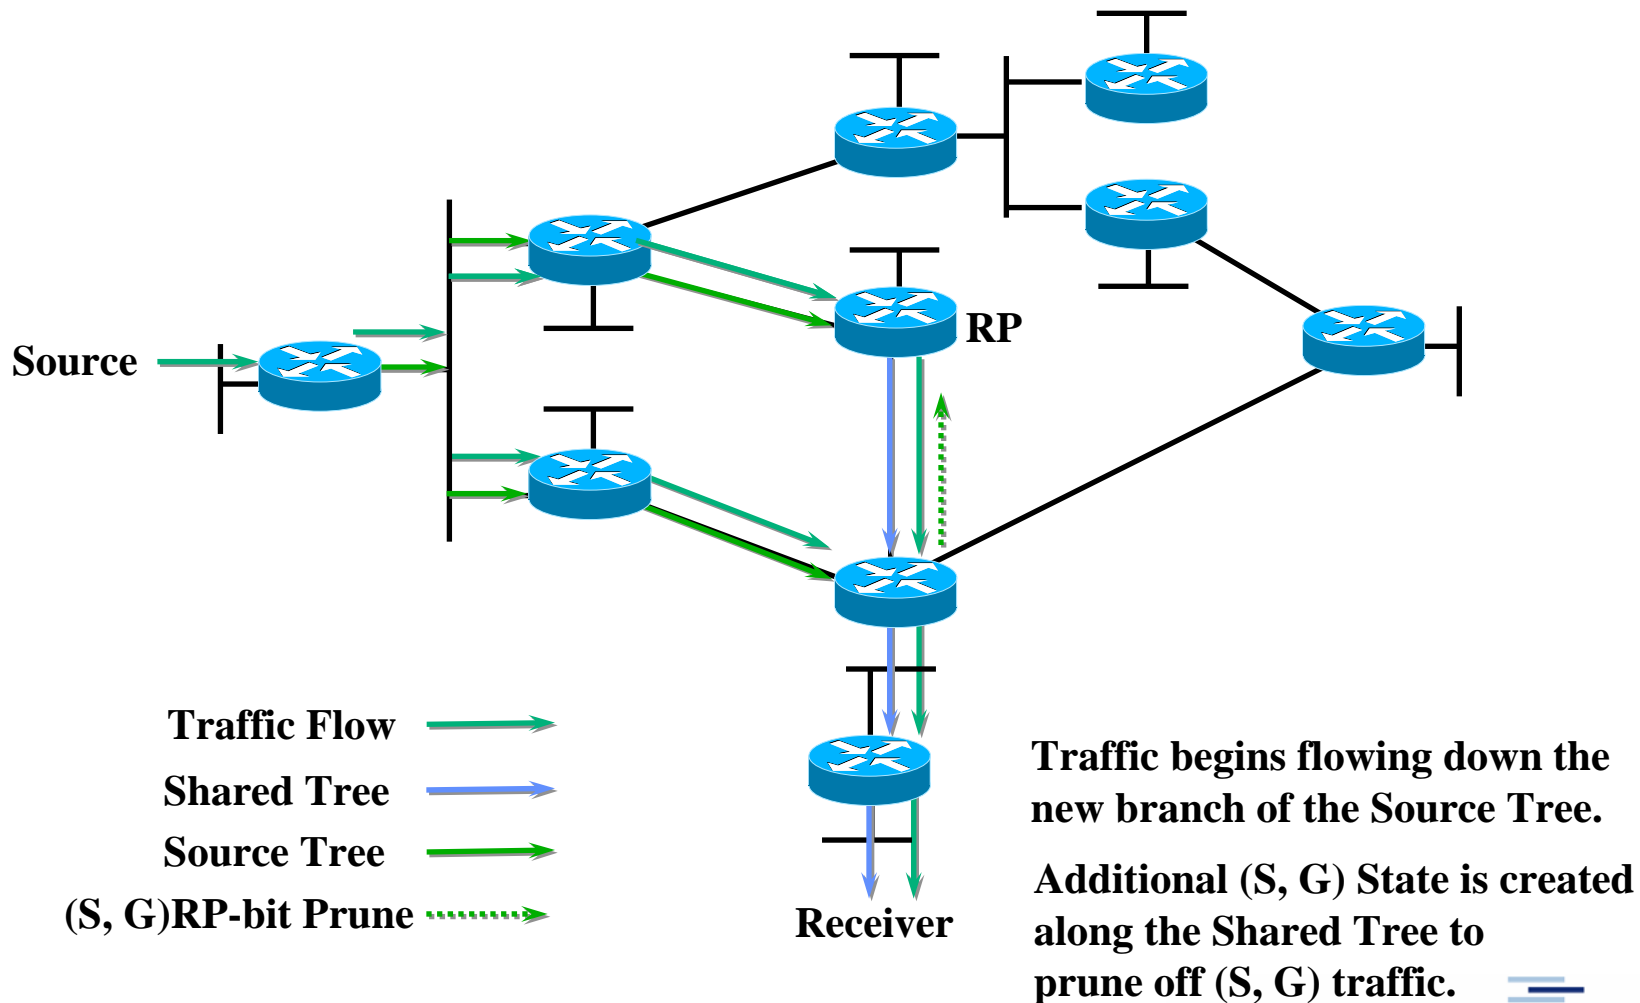 RP
Source
Traffic Flow
Shared Tree
Source Tree
(S, G)RP-bit Prune
Receiver
Traffic begins flowing down the
new branch of the Source Tree.
Additional (S, G) State is created
along the Shared Tree to
prune off (S, G) traffic.